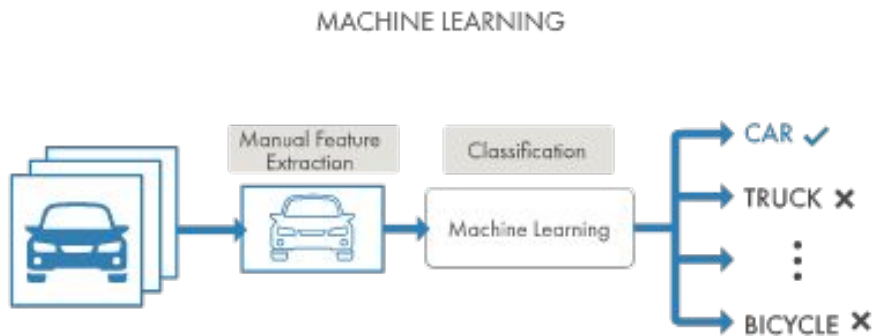 MACHINE LEARNING
Manual Feature
Extraction
Classification
Machine Learning
CAR
TRUCK
BICYCLE